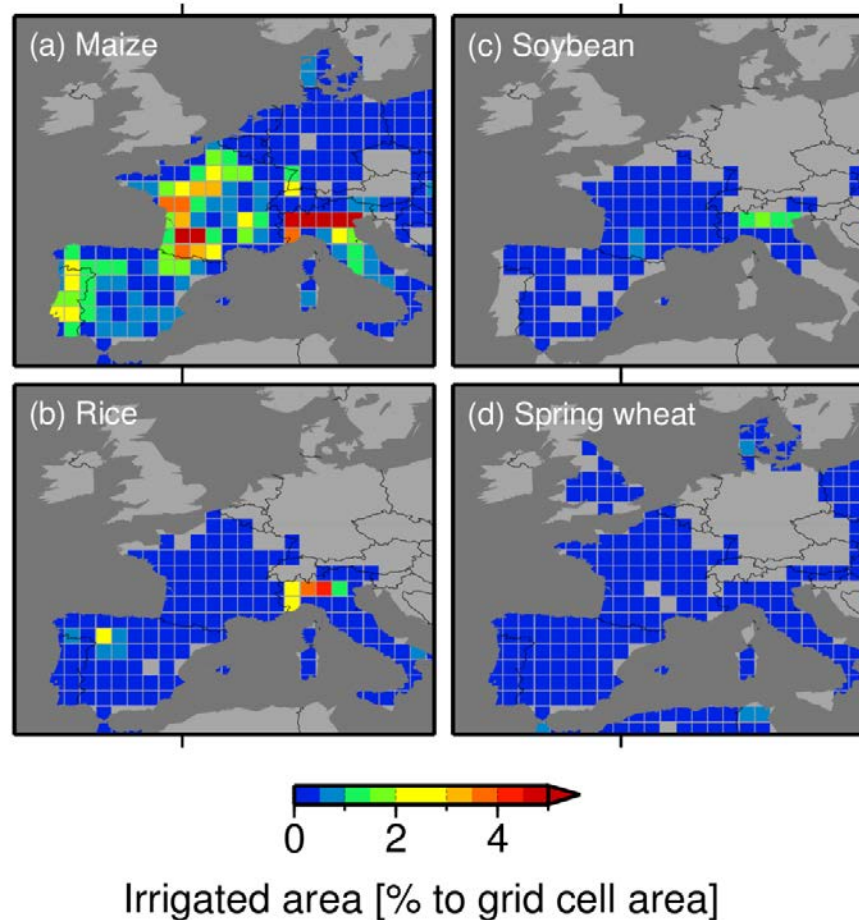 (a) Maize
(c) Soybean
(b) Rice
(d) Spring wheat
0 2 4
Irrigated area [% to grid cell area]